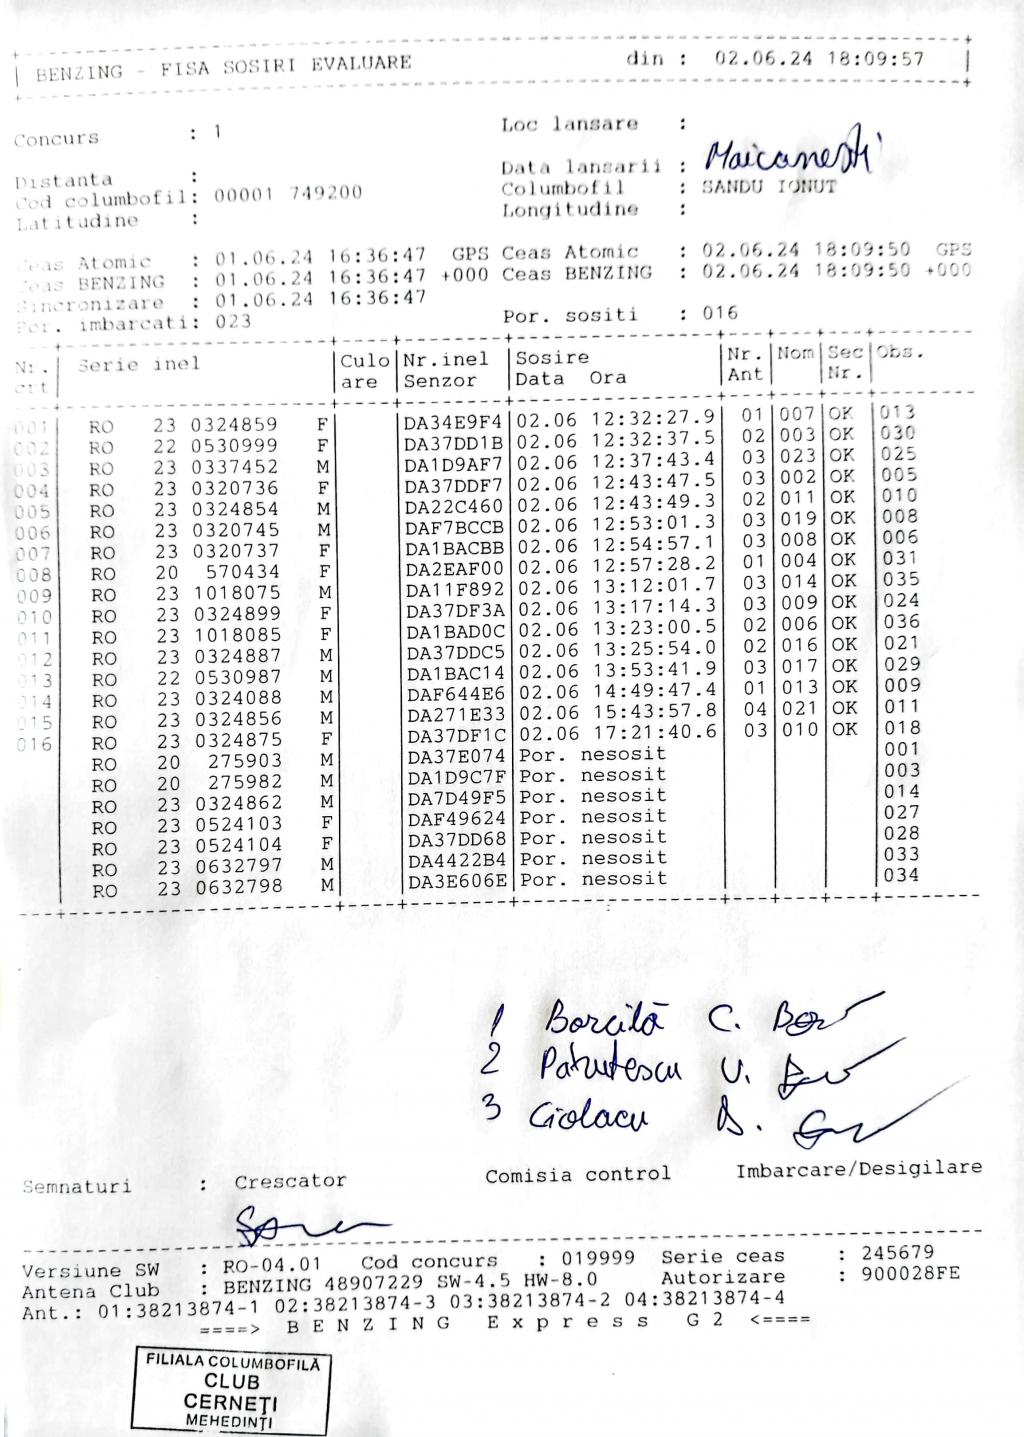 BENZING - FISA SOSIRI EVALUARE din : 02.06.24 18:09:57
Concurs : 1 Loc lansare :
Data lansarii : Maicanesti
Distanta : Columbofil : SANDU IONUT
Cod columbofil: 00001 749200 Longitudine :
Latitudine :
Ceas Atomic : 01.06.24 16:36:47 GPS Ceas Atomic : 02.06.24 18:09:50 GPS
Ceas BENZING : 01.06.24 16:36:47 +000 Ceas BENZING : 02.06.24 18:09:50 +000
Sincronizare : 01.06.24 16:36:47
Por. imbarcati: 023 Por. sositi : 016
Nr. Serie inel Culo Nr.inel Sosire Nr. Nom Sec Obs.
crt are Senzor Data Ora Ant Nr.
001 RO 23 0324859 F DA34E9F4 02.06 12:32:27.9 01 007 OK 013
002 RO 22 0530999 F DA37DD1B 02.06 12:32:37.5 02 003 OK 030
003 RO 23 0337452 M DA1D9AF7 02.06 12:37:43.4 03 023 OK 025
004 RO 23 0320736 F DA37DDF7 02.06 12:43:47.5 03 002 OK 005
005 RO 23 0324854 M DA22C460 02.06 12:43:49.3 02 011 OK 010
006 RO 23 0320745 M DAF7BCCB 02.06 12:53:01.3 03 019 OK 008
007 RO 23 0320737 F DA1BACBB 02.06 12:54:57.1 03 008 OK 006
008 RO 20 570434 F DA2EAF00 02.06 12:57:28.2 01 004 OK 031
009 RO 23 1018075 M DA11F892 02.06 13:12:01.7 03 014 OK 035
010 RO 23 0324899 F DA37DF3A 02.06 13:17:14.3 03 009 OK 024
011 RO 23 1018085 F DA1BAD0C 02.06 13:23:00.5 02 006 OK 036
012 RO 23 0324887 M DA37DDC5 02.06 13:25:54.0 02 016 OK 021
013 RO 22 0530987 M DA1BAC14 02.06 13:53:41.9 03 017 OK 029
014 RO 23 0324088 M DAF644E6 02.06 14:49:47.4 01 013 OK 009
015 RO 23 0324856 M DA271E33 02.06 15:43:57.8 04 021 OK 011
016 RO 23 0324875 F DA37DF1C 02.06 17:21:40.6 03 010 OK 018
RO 20 275903 M DA37E074 Por. nesosit 001
RO 20 275982 M DA1D9C7F Por. nesosit 003
RO 23 0324862 M DA7D49F5 Por. nesosit 014
RO 23 0524103 F DAF49624 Por. nesosit 027
RO 23 0524104 F DA37DD68 Por. nesosit 028
RO 23 0632797 M DA4422B4 Por. nesosit 033
RO 23 0632798 M DA3E606E Por. nesosit 034
1 Borcilă C.
2 Patrutescu V.
3 Ciolacu D.
Semnaturi : Crescator Comisia control Imbarcare/Desigilare
Versiune SW : RO-04.01 Cod concurs : 019999 Serie ceas : 245679
Antena Club : BENZING 48907229 SW-4.5 HW-8.0 Autorizare : 900028FE
Ant.: 01:38213874-1 02:38213874-3 03:38213874-2 04:38213874-4
====> B E N Z I N G E x p r e s s G 2 <====
FILIALA COLUMBOFILĂ
CLUB
CERNEȚI
MEHEDINȚI